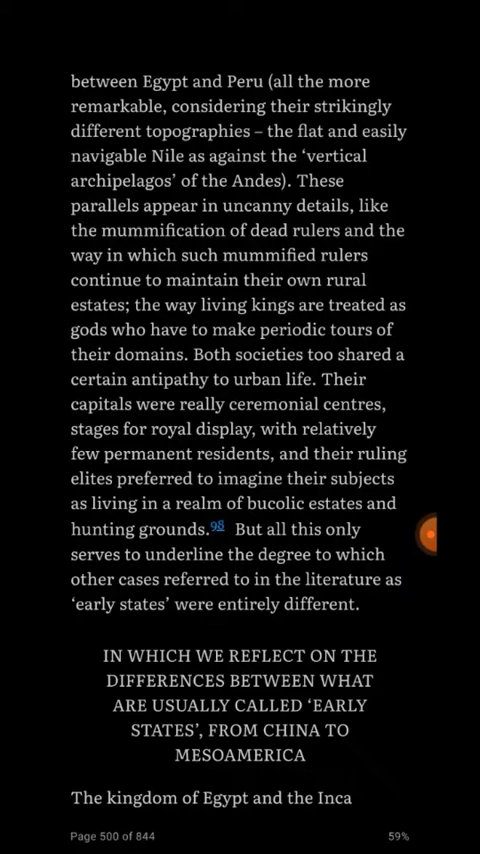 between Egypt and Peru (all the more
remarkable, considering their strikingly
different topographies – the flat and easily
navigable Nile as against the ‘vertical
archipelagos’ of the Andes). These
parallels appear in uncanny details, like
the mummification of dead rulers and the
way in which such mummified rulers
continue to maintain their own rural
estates; the way living kings are treated as
gods who have to make periodic tours of
their domains. Both societies too shared a
certain antipathy to urban life. Their
capitals were really ceremonial centres,
stages for royal display, with relatively
few permanent residents, and their ruling
elites preferred to imagine their subjects
as living in a realm of bucolic estates and
hunting grounds.98 But all this only
serves to underline the degree to which
other cases referred to in the literature as
‘early states’ were entirely different.
IN WHICH WE REFLECT ON THE
DIFFERENCES BETWEEN WHAT
ARE USUALLY CALLED ‘EARLY
STATES’, FROM CHINA TO
MESOAMERICA
The kingdom of Egypt and the Inca
Page 500 of 844 59%